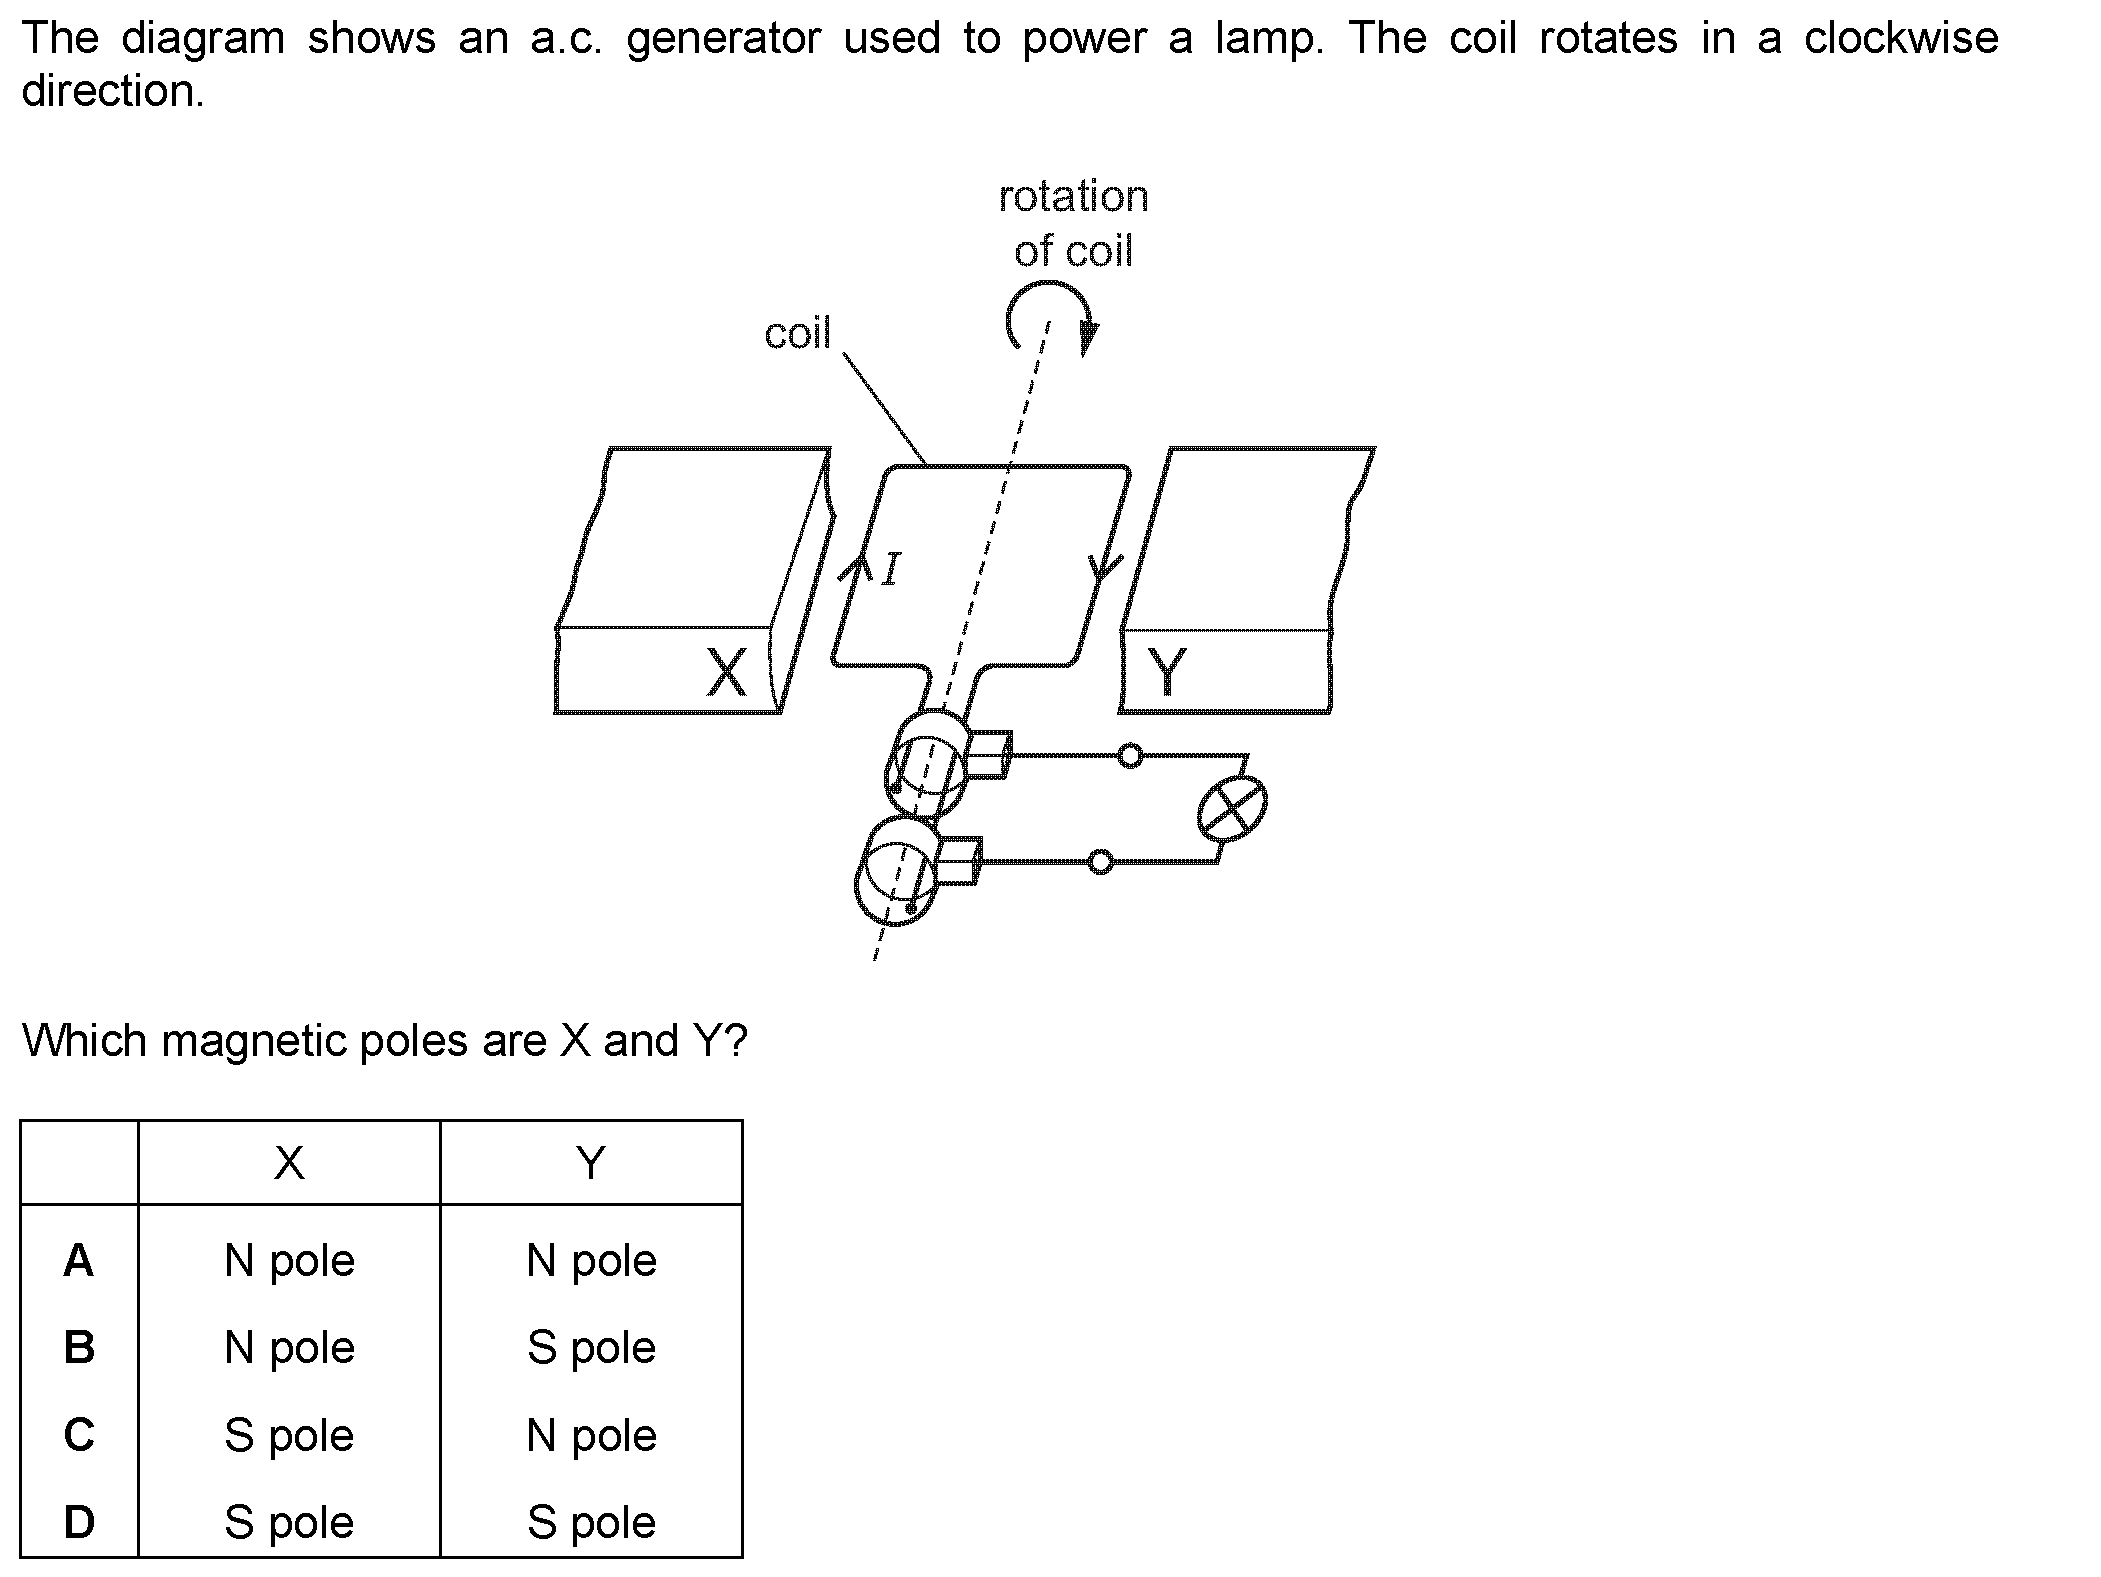 The diagram shows an a.c. generator used to power a lamp. The coil rotates in a clockwise
direction.
rotation
of coil
coil
I
X
Y
Which magnetic poles are X and Y?
X Y
A N pole N pole
B N pole S pole
C S pole N pole
D S pole S pole